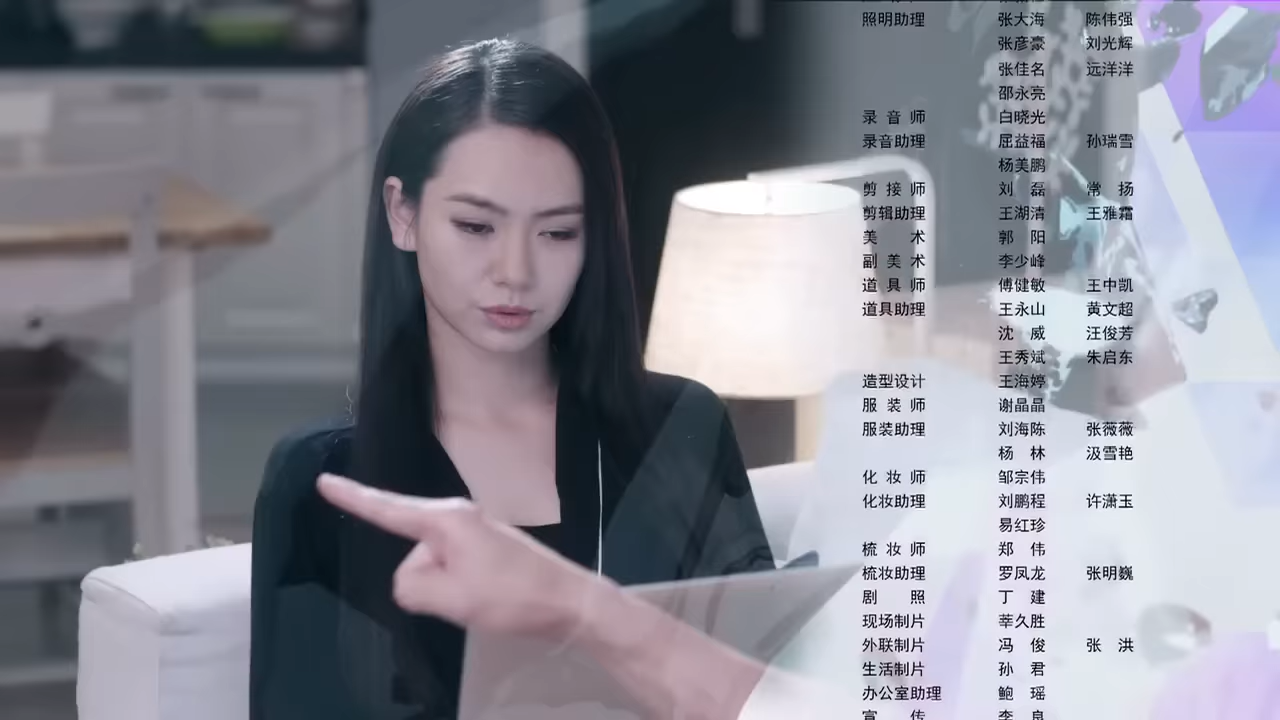 照明助理 张大海 陈伟强
张彦豪 刘光辉
张佳名 远洋洋
邵永亮
录音师 白晓光
录音助理 屈益福 孙瑞雪
杨美鹏
剪接师 刘磊 常扬
剪辑助理 王湖清 王雅霜
美术 郭阳
副美术 李少峰
道具师 傅健敏 王中凯
道具助理 王永山 黄文超
沈威 汪俊芳
王秀斌 朱启东
造型设计 王海婷
服装师 谢晶晶
服装助理 刘海陈 张薇薇
杨林 汲雪艳
化妆师 邹宗伟
化妆助理 刘鹏程 许潇玉
易红珍
梳妆师 郑伟
梳妆助理 罗凤龙 张明巍
剧照 丁建
现场制片 莘久胜
外联制片 冯俊 张洪
生活制片 孙君
办公室助理 鲍瑶
宣传 李良